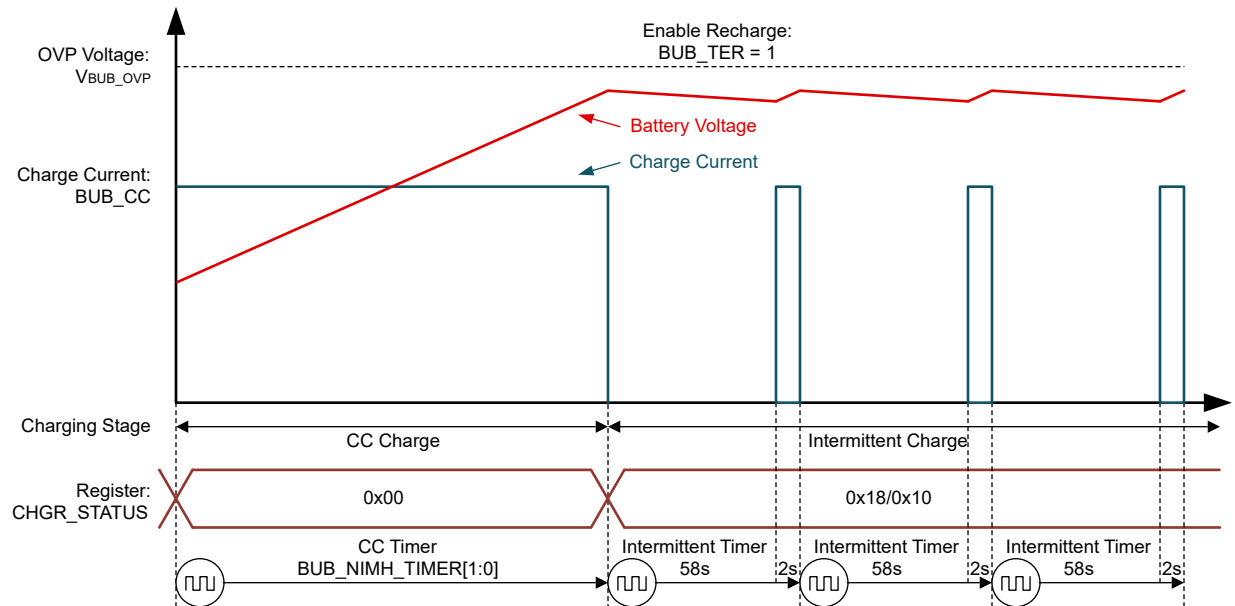 Enable Recharge:
BUB_TER = 1
OVP Voltage:
VBUB_OVP
Battery Voltage
Charge Current
Charge Current:
BUB_CC
Charging Stage
CC Charge
Intermittent Charge
Register:
CHGR_STATUS
0x00
0x18/0x10
CC Timer
BUB_NIMH_TIMER[1:0]
Intermittent Timer
58s
2s
Intermittent Timer
58s
2s
Intermittent Timer
58s
2s